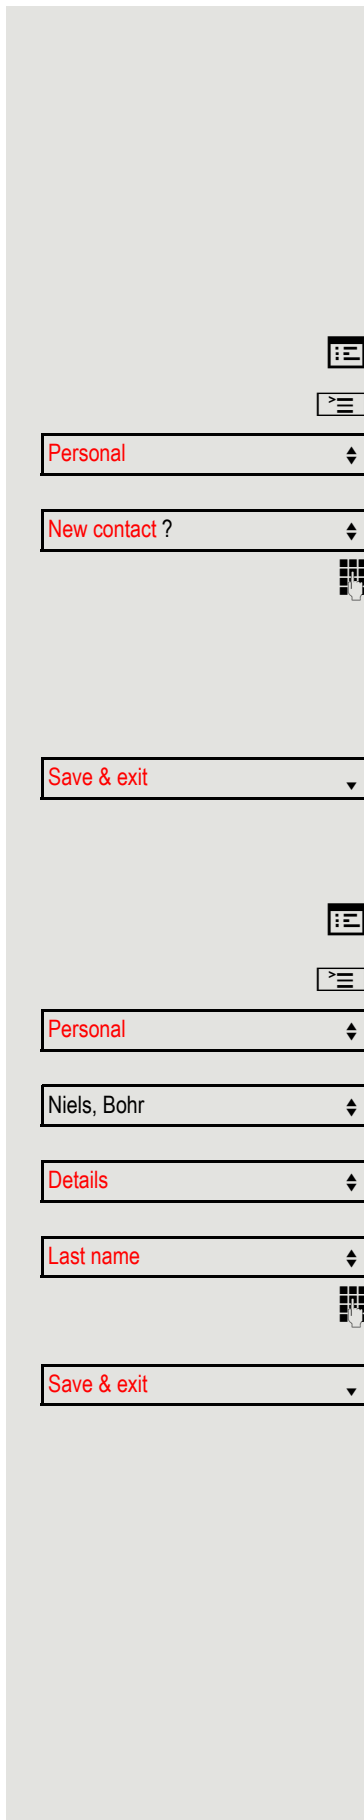 Personal
New contact ?
Save & exit
Personal
Niels, Bohr
Details
Last name
Save & exit